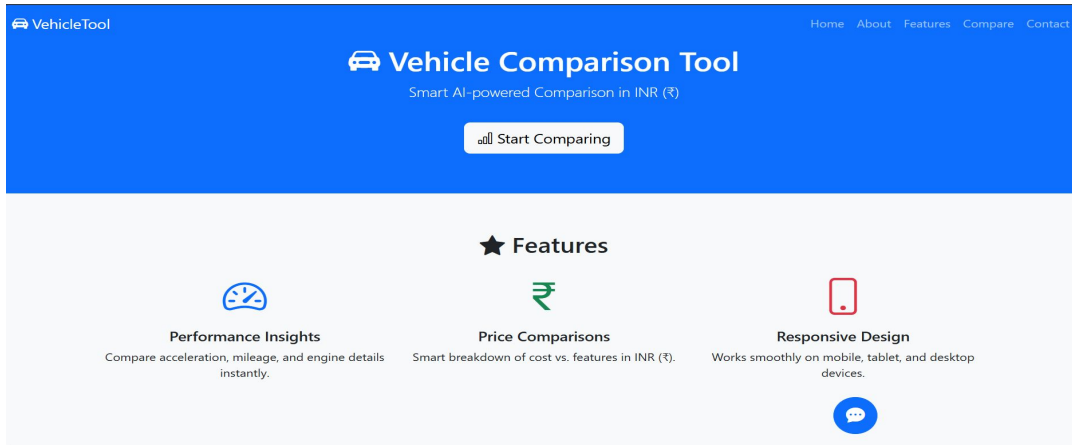 VehicleTool
Home About Features Compare Contact
Vehicle Comparison Tool
Smart AI-powered Comparison in INR (₹)
Start Comparing
Features
₹
Performance Insights
Compare acceleration, mileage, and engine details
instantly.
Price Comparisons
Smart breakdown of cost vs. features in INR (₹).
Responsive Design
Works smoothly on mobile, tablet, and desktop
devices.